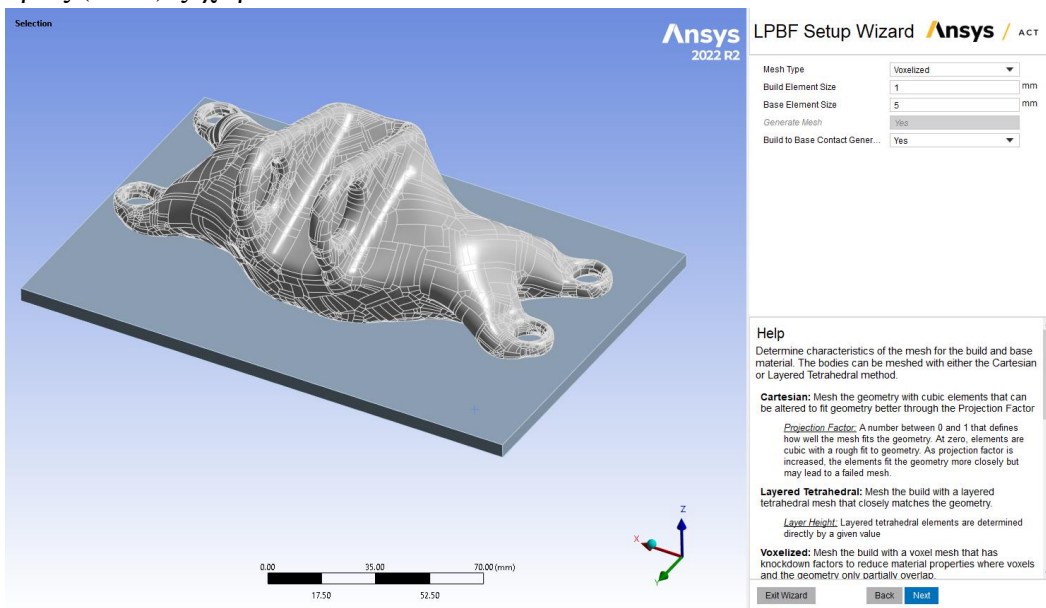 Selection
Ansys
2022 R2
LPBF Setup Wizard Ansys / ACT
Mesh Type Voxelized
Build Element Size 1 mm
Base Element Size 5 mm
Generate Mesh Yes
Build to Base Contact Gener... Yes
Help
Determine characteristics of the mesh for the build and base
material. The bodies can be meshed with either the Cartesian
or Layered Tetrahedral method.
Cartesian: Mesh the geometry with cubic elements that can
be altered to fit geometry better through the Projection Factor
Projection Factor: A number between 0 and 1 that defines
how well the mesh fits the geometry. At zero, elements are
cubic with a rough fit to geometry. As projection factor is
increased, the elements fit the geometry more closely but
may lead to a failed mesh.
Layered Tetrahedral: Mesh the build with a layered
tetrahedral mesh that closely matches the geometry.
Layer Height: Layered tetrahedral elements are determined
directly by a given value
Voxelized: Mesh the build with a voxel mesh that has
knockdown factors to reduce material properties where voxels
and the geometry only partially overlap.
Z
X
Y
0.00 35.00 70.00 (mm)
17.50 52.50
Exit Wizard Back Next